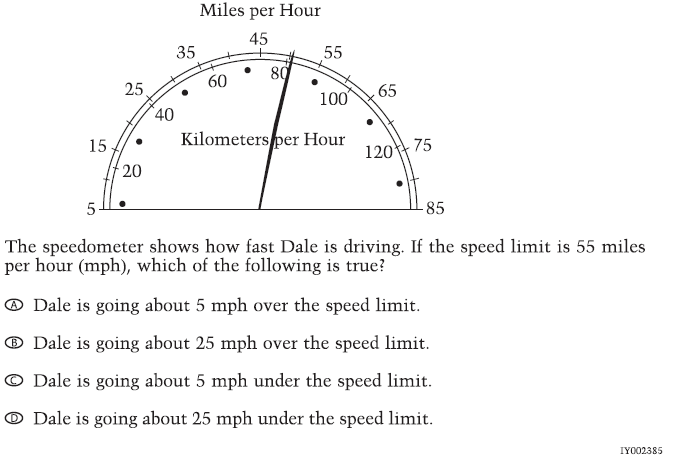 Miles per Hour
45
35
55
80
60
25
100
65
40
15
Kilometers per Hour
120
75
20
5
85
The speedometer shows how fast Dale is driving. If the speed limit is 55 miles
per hour (mph), which of the following is true?
A Dale is going about 5 mph over the speed limit.
B Dale is going about 25 mph over the speed limit.
C Dale is going about 5 mph under the speed limit.
D Dale is going about 25 mph under the speed limit.
IY002385